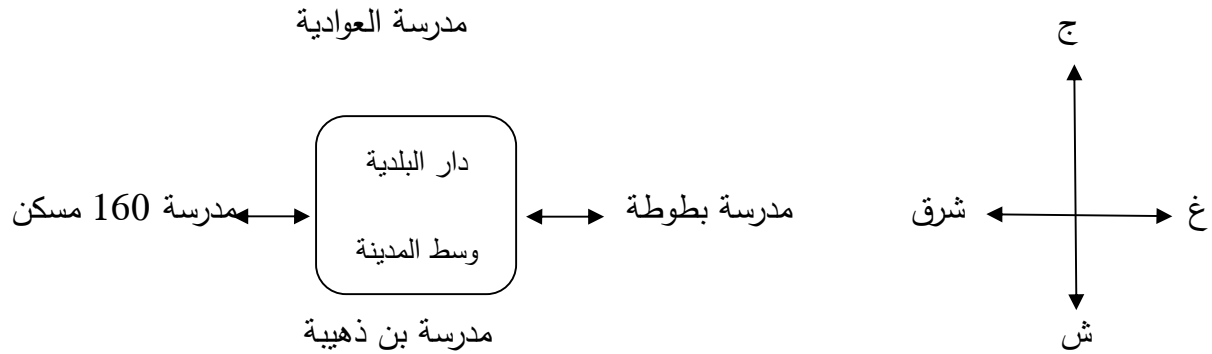 مدرسة العوادية
ج
دار البلدية
مدرسة 160 مسكن
مدرسة بطوطة
شرق
غ
وسط المدينة
مدرسة بن ذهيبة
ش